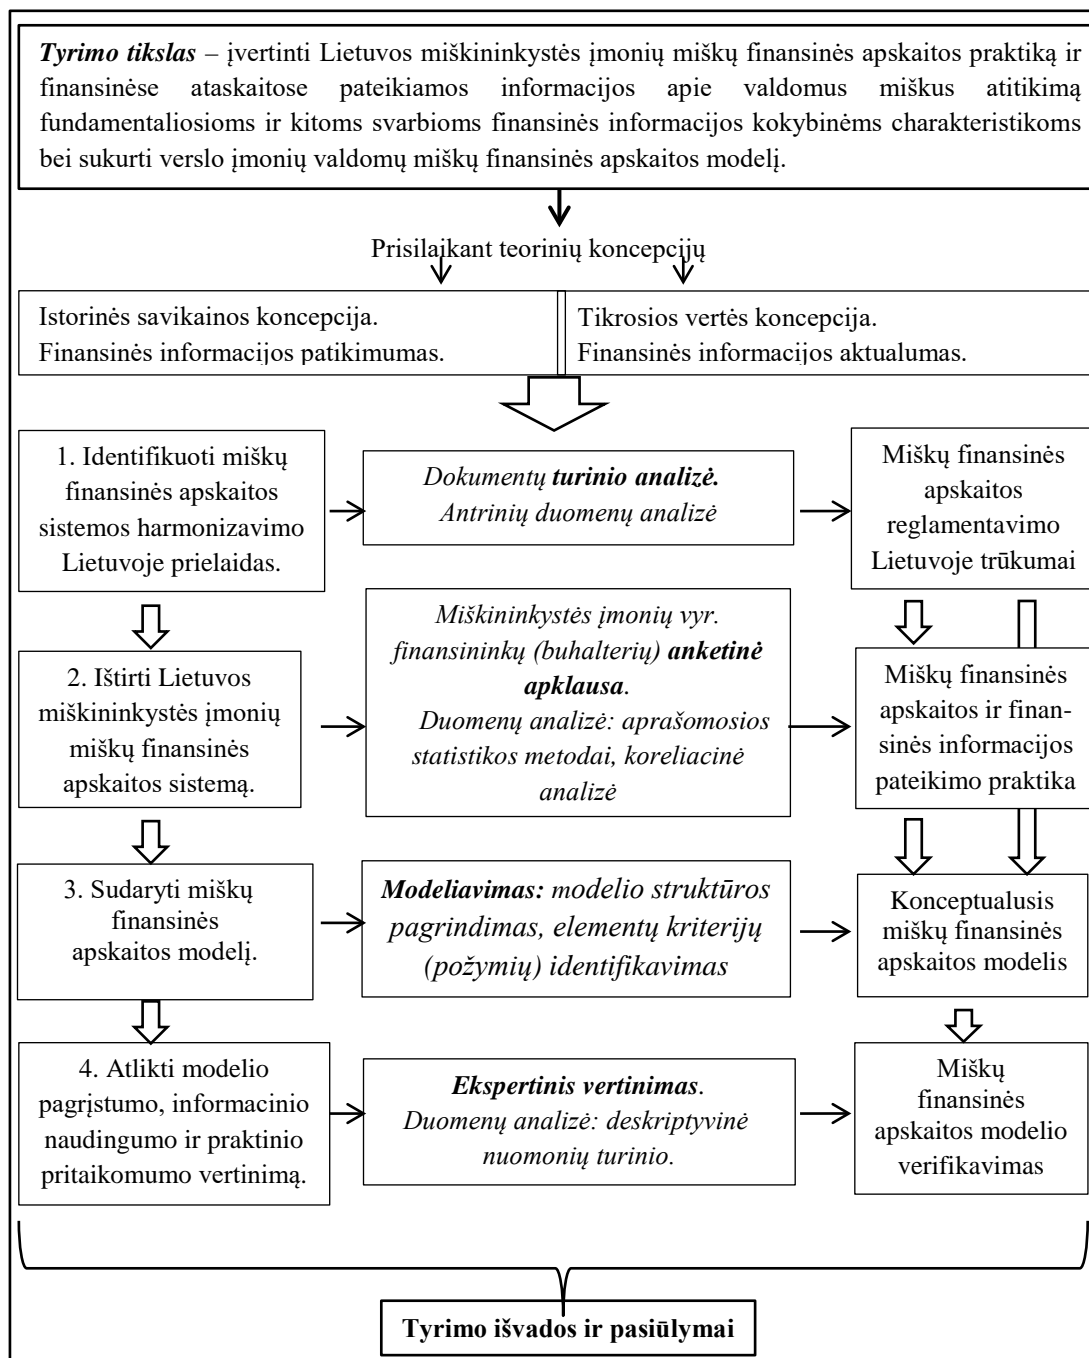 Tyrimo tikslas – įvertinti Lietuvos miškininkystės įmonių miškų finansinės apskaitos praktiką ir
finansinėse ataskaitose pateikiamos informacijos apie valdomus miškus atitikimą
fundamentaliosioms ir kitoms svarbioms finansinės informacijos kokybinėms charakteristikoms
bei sukurti verslo įmonių valdomų miškų finansinės apskaitos modelį.
Prisilaikant teorinių koncepcijų
Istorinės savikainos koncepcija.
Finansinės informacijos patikimumas.
Tikrosios vertės koncepcija.
Finansinės informacijos aktualumas.
1. Identifikuoti miškų
finansinės apskaitos
sistemos harmonizavimo
Lietuvoje prielaidas.
Dokumentų turinio analizė.
Antrinių duomenų analizė
Miškų finansinės
apskaitos
reglamentavimo
Lietuvoje trūkumai
2. Ištirti Lietuvos
miškininkystės įmonių
miškų finansinės
apskaitos sistemą.
Miškininkystės įmonių vyr.
finansininkų (buhalterių) anketinė
apklausa.
Duomenų analizė: aprašomosios
statistikos metodai, koreliacinė
analizė
Miškų finansinės
apskaitos ir finan-
sinės informacijos
pateikimo praktika
3. Sudaryti miškų
finansinės
apskaitos modelį.
Modeliavimas: modelio struktūros
pagrindimas, elementų kriterijų
(požymių) identifikavimas
Konceptualusis
miškų finansinės
apskaitos modelis
4. Atlikti modelio
pagrįstumo, informacinio
naudingumo ir praktinio
pritaikomumo vertinimą.
Ekspertinis vertinimas.
Duomenų analizė: deskriptyvinė
nuomonių turinio.
Miškų
finansinės
apskaitos modelio
verifikavimas
Tyrimo išvados ir pasiūlymai